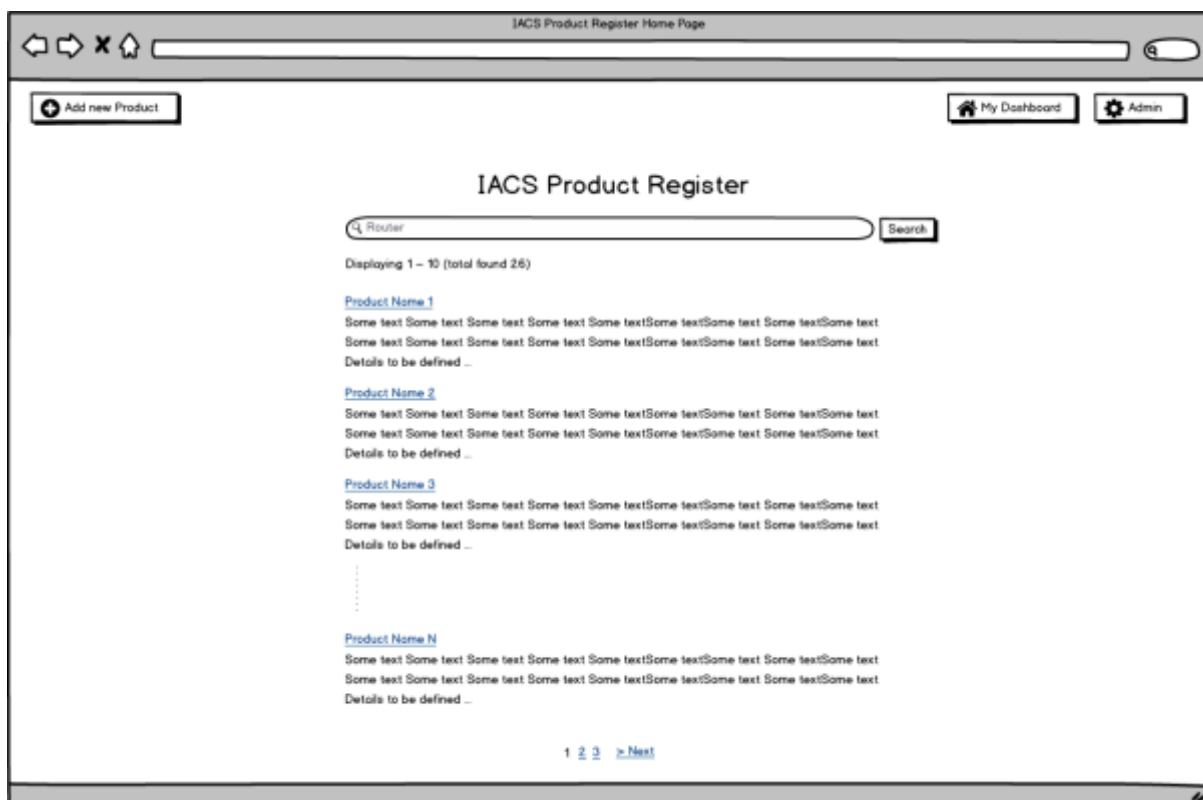 IACS Product Register Home Page
Add new Product
My Dashboard
Admin
IACS Product Register
Router
Search
Displaying 1 – 10 (total found 26)
Product Name 1
Some text Some text Some text Some text Some textSome textSome text Some textSome text
Some text Some text Some text Some text Some textSome textSome text Some textSome text
Details to be defined ...
Product Name 2
Some text Some text Some text Some text Some textSome textSome text Some textSome text
Some text Some text Some text Some text Some textSome textSome text Some textSome text
Details to be defined ...
Product Name 3
Some text Some text Some text Some text Some textSome textSome text Some textSome text
Some text Some text Some text Some text Some textSome textSome text Some textSome text
Details to be defined ...
Product Name N
Some text Some text Some text Some text Some textSome textSome text Some textSome text
Some text Some text Some text Some text Some textSome textSome text Some textSome text
Details to be defined ...
1 2 3 > Next